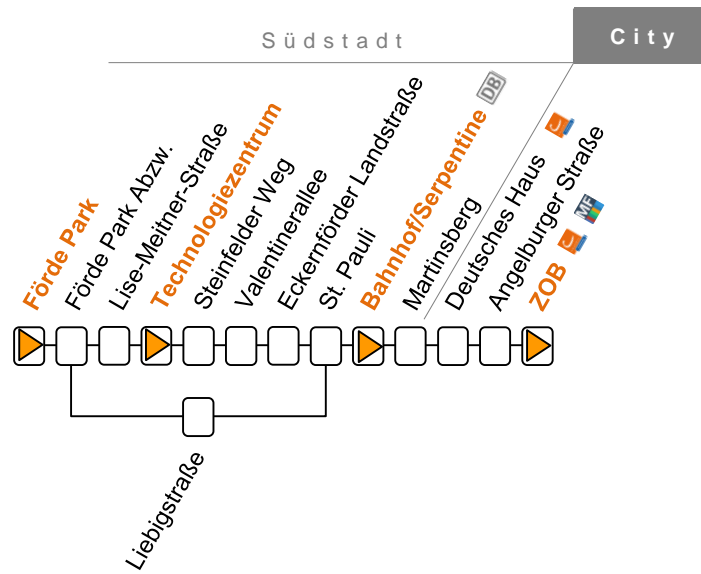 Südstadt
City
Förde Park
Förde Park Abzw.
Lise-Meitner-Straße
Technologiezentrum
Steinfelder Weg
Valentinerallee
Eckernförder Landstraße
St. Pauli
Bahnhof/Serpentine
DB
Martinsberg
Deutsches Haus
Angelburger Straße
ZOB
MF
Liebigstraße